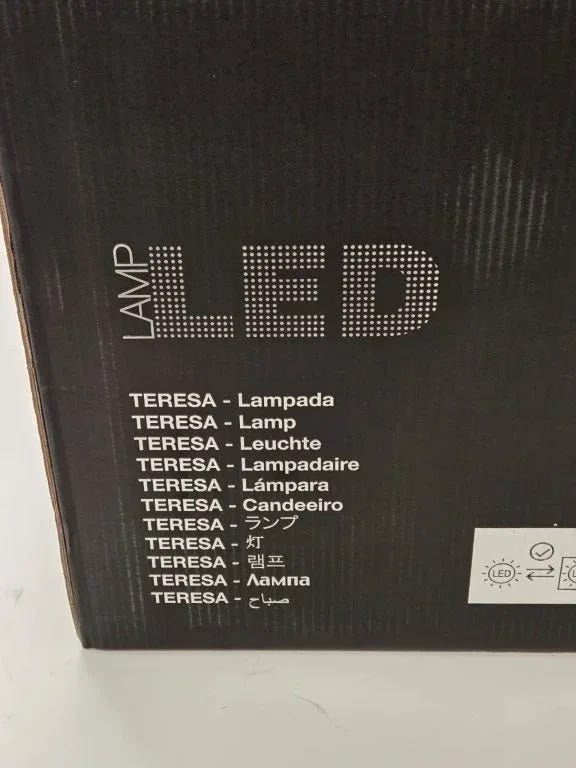 LAMP LED
TERESA - Lampada
TERESA - Lamp
TERESA - Leuchte
TERESA - Lampadaire
TERESA - Lámpara
TERESA - Candeeiro
TERESA - ランプ
TERESA - 灯
TERESA - 램프
TERESA - Лампа
TERESA - صباح
LED